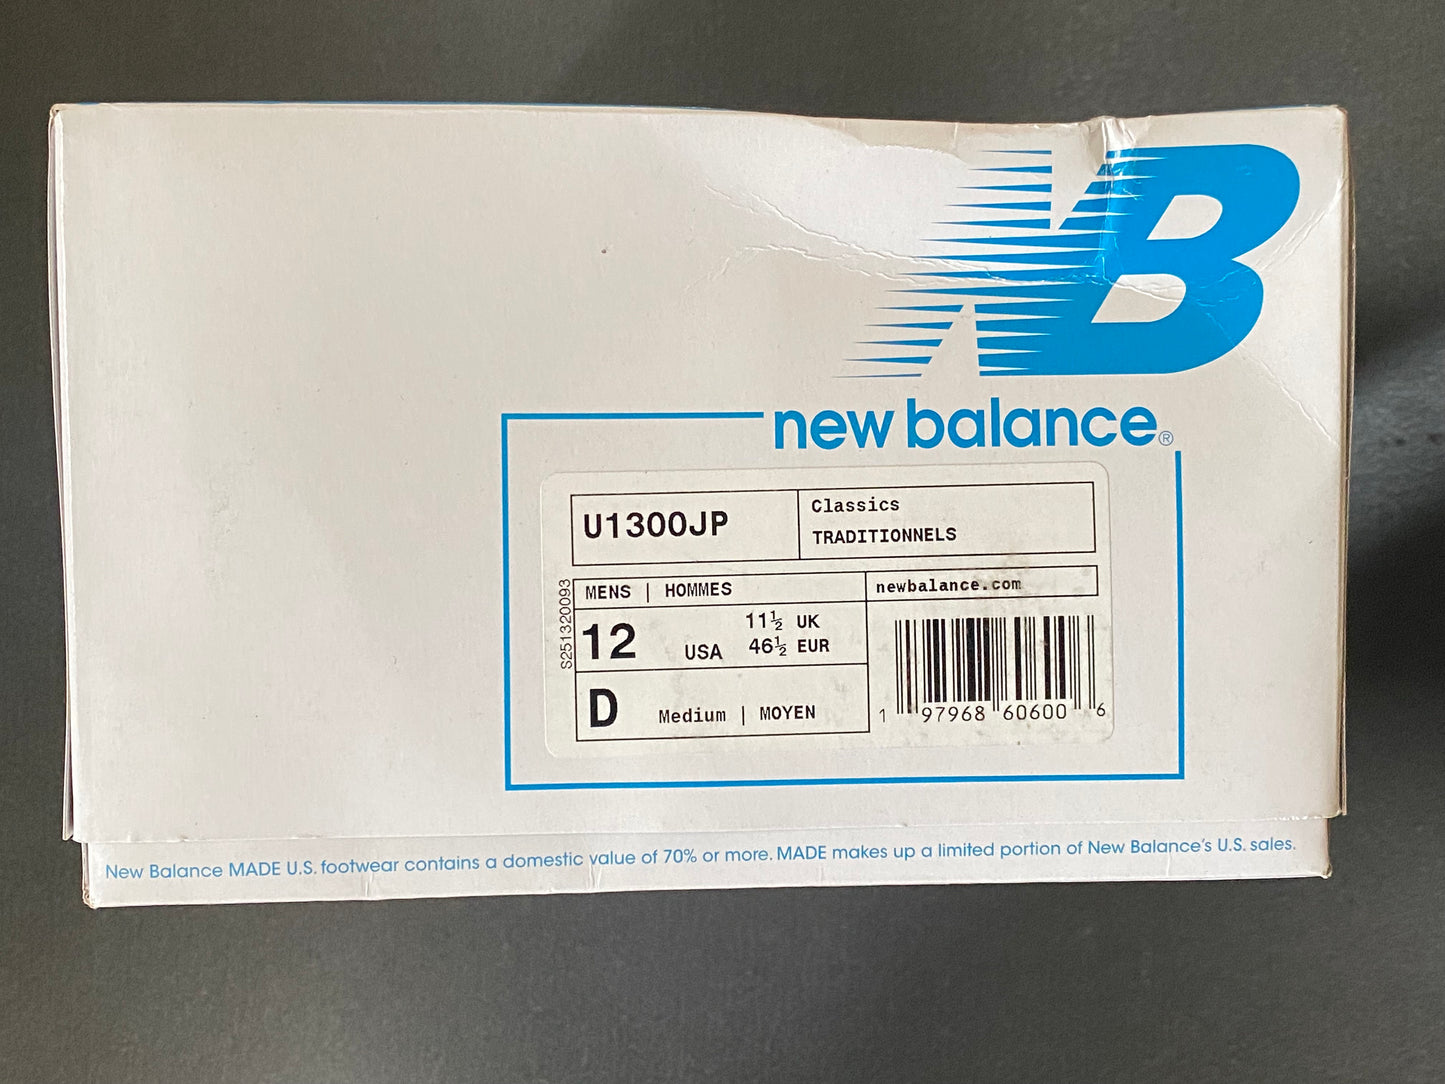 NB
new balance®
U1300JP
Classics
TRADITIONNELS
S251320093
MENS | HOMMES
newbalance.com
12 USA
11½ UK
46½ EUR
D Medium | MOYEN
1 97968 60600 6
New Balance MADE U.S. footwear contains a domestic value of 70% or more. MADE makes up a limited portion of New Balance's U.S. sales.